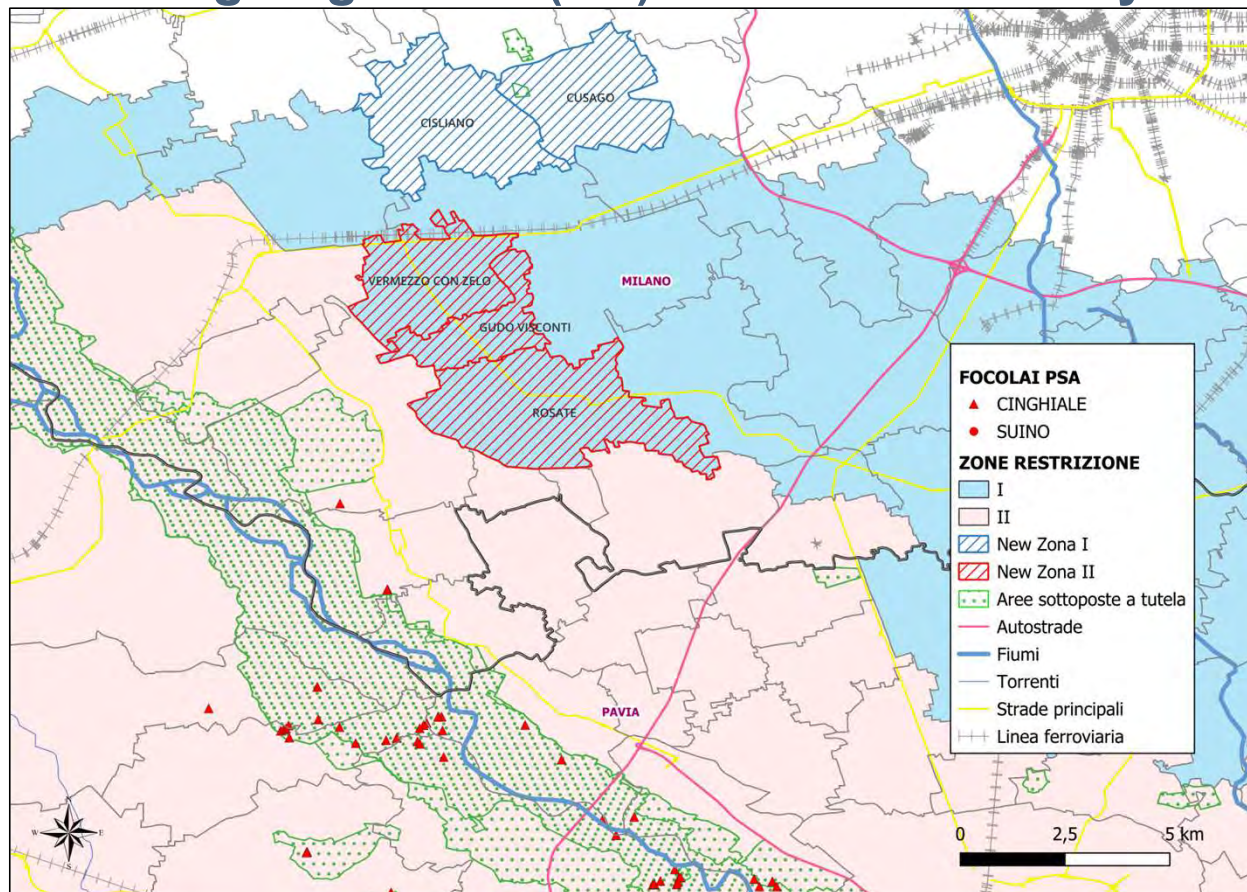 CUSAGO
CISLIANO
VERMEZZO CON ZELO
MILANO
GUDO VISCONTI
ROSATE
PAVIA
FOCOLAI PSA
CINGHIALE
SUINO
ZONE RESTRIZIONE
I
II
New Zona I
New Zona II
Aree sottoposte a tutela
Autostrade
Fiumi
Torrenti
Strade principali
Linea ferroviaria
N
W E
S
0 2,5 5 km